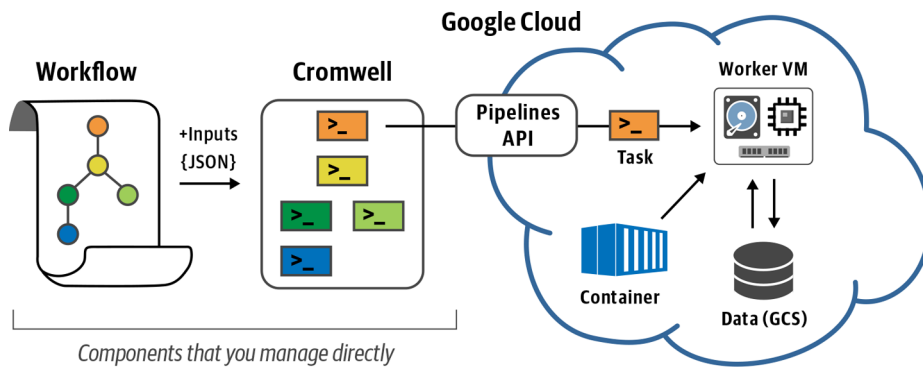 Google Cloud
Workflow
Cromwell
Worker VM
+Inputs
{JSON}
>_
>_
>_ >_
>_
Pipelines
API
>_
Task
Container
Data (GCS)
Components that you manage directly